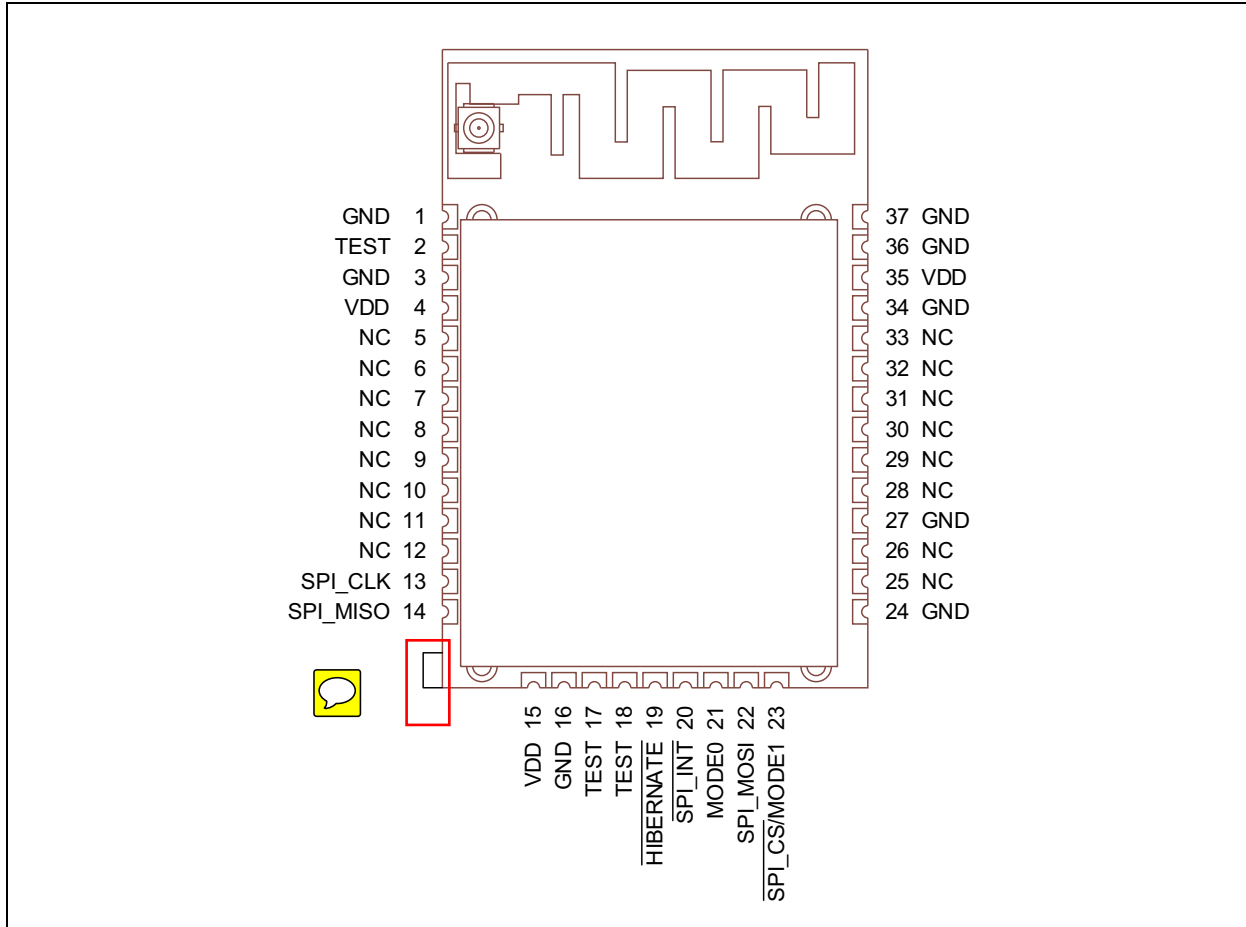 GND 1
TEST 2
GND 3
VDD 4
NC 5
NC 6
NC 7
NC 8
NC 9
NC 10
NC 11
NC 12
SPI_CLK 13
SPI_MISO 14
VDD 15
GND 16
TEST 17
TEST 18
HIBERNATE 19
SPI_INT 20
MODE0 21
SPI_MOSI 22
SPI_CS/MODE1 23
37 GND
36 GND
35 VDD
34 GND
33 NC
32 NC
31 NC
30 NC
29 NC
28 NC
27 GND
26 NC
25 NC
24 GND